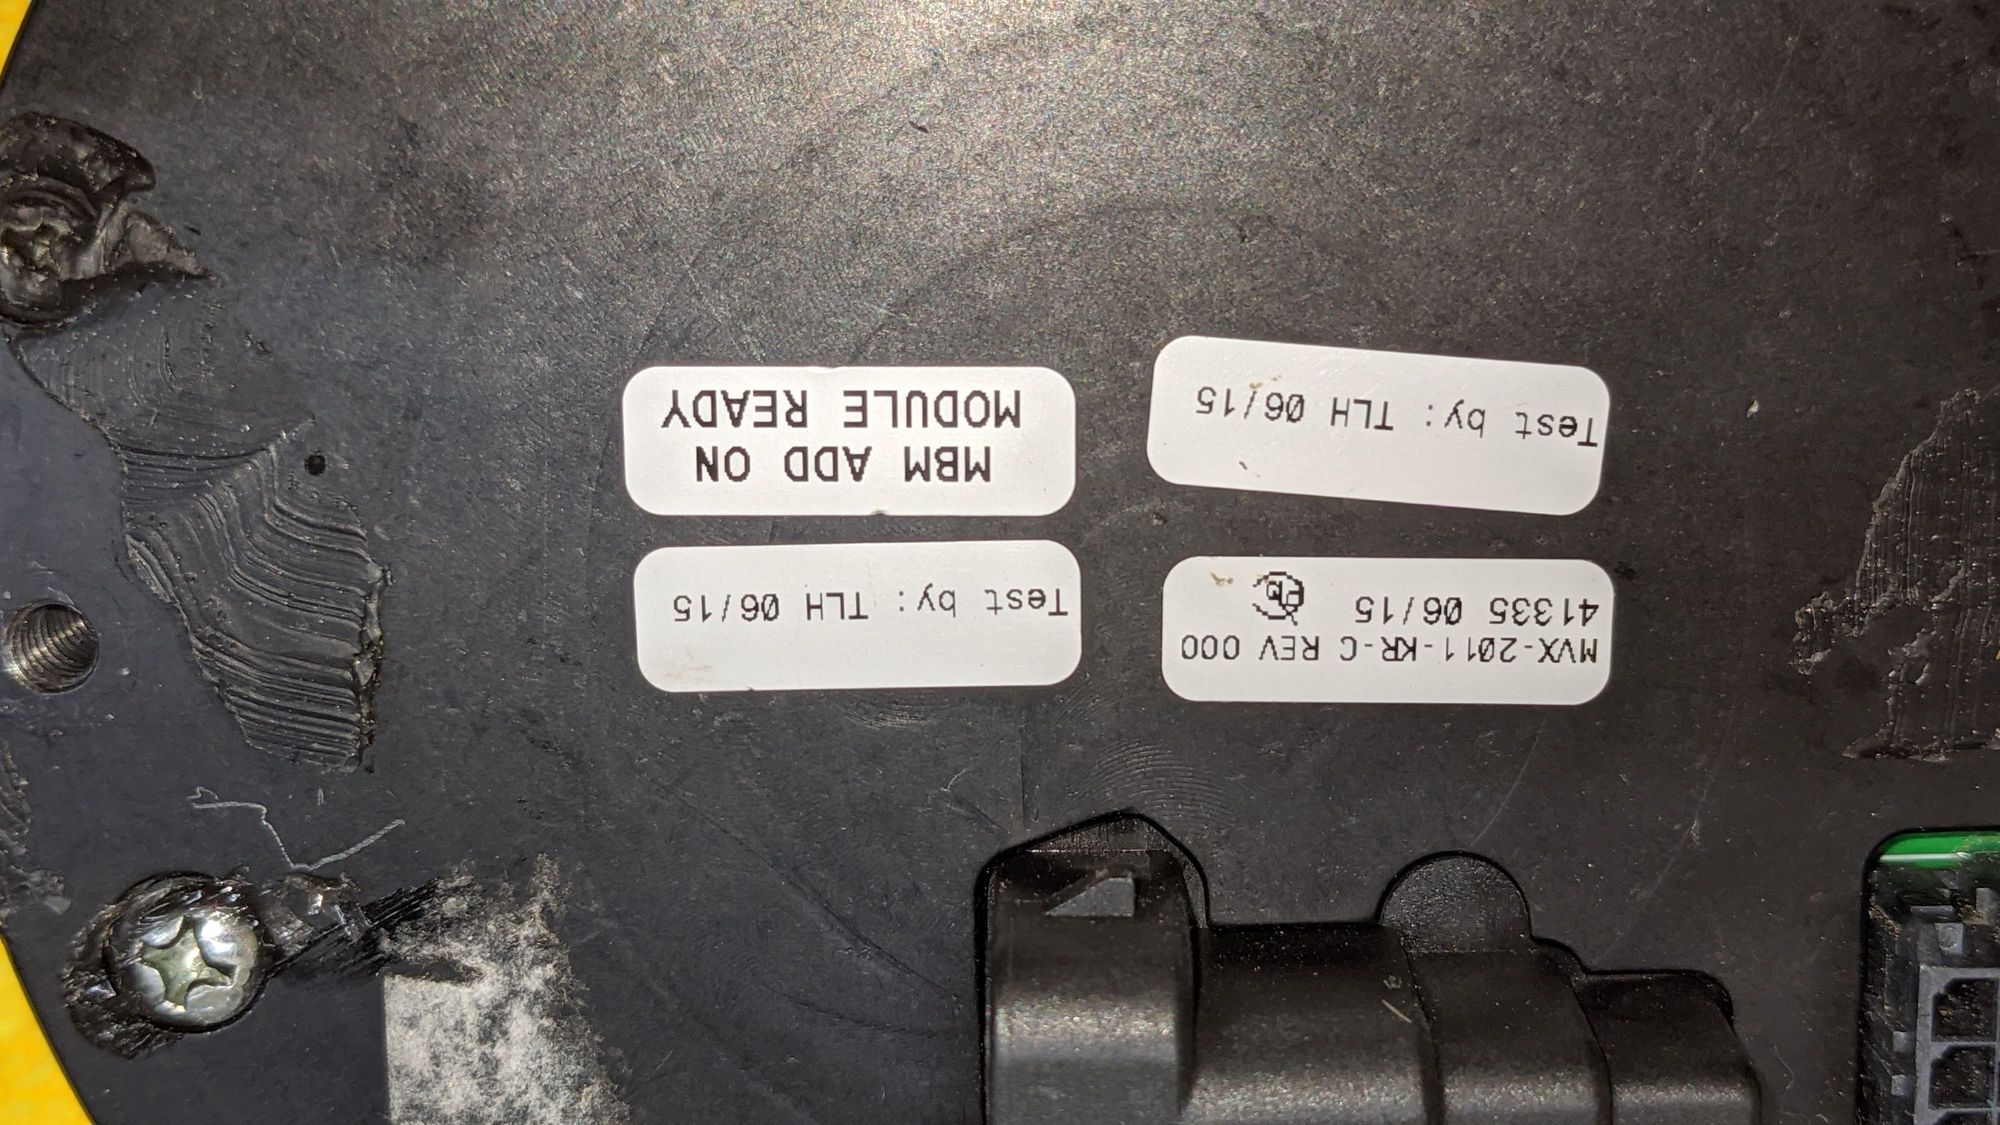 MVX-2011-KR-C REV 000
41335 06/15
Test by: TLH 06/15
Test by: TLH 06/15
MBM ADD ON
MODULE READY